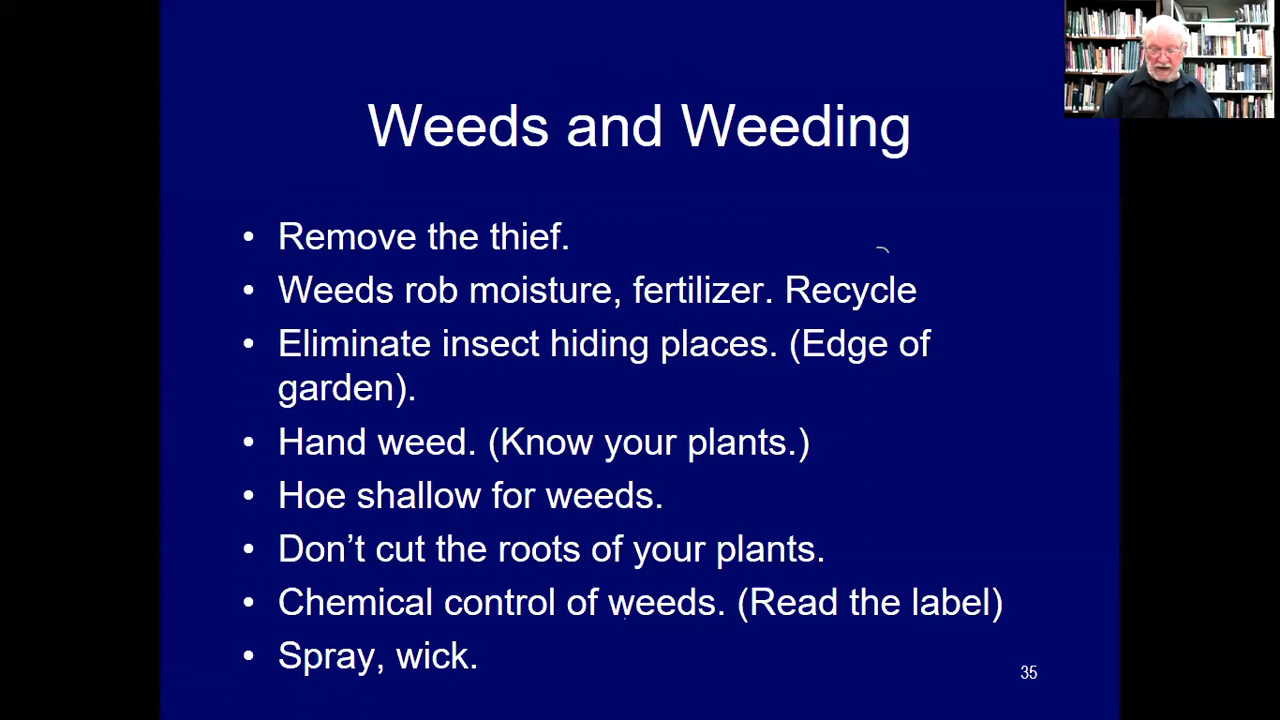 Weeds and Weeding
• Remove the thief.
• Weeds rob moisture, fertilizer. Recycle
• Eliminate insect hiding places. (Edge of
garden).
• Hand weed. (Know your plants.)
• Hoe shallow for weeds.
• Don’t cut the roots of your plants.
• Chemical control of weeds. (Read the label)
• Spray, wick.
35